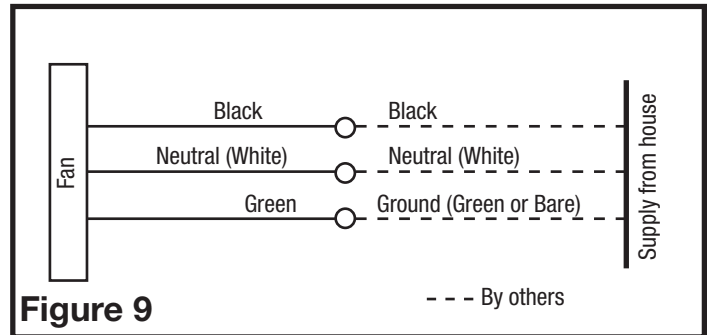 Fan
Black
Black
Neutral (White)
Neutral (White)
Green
Ground (Green or Bare)
Supply from house
Figure 9
- - - By others